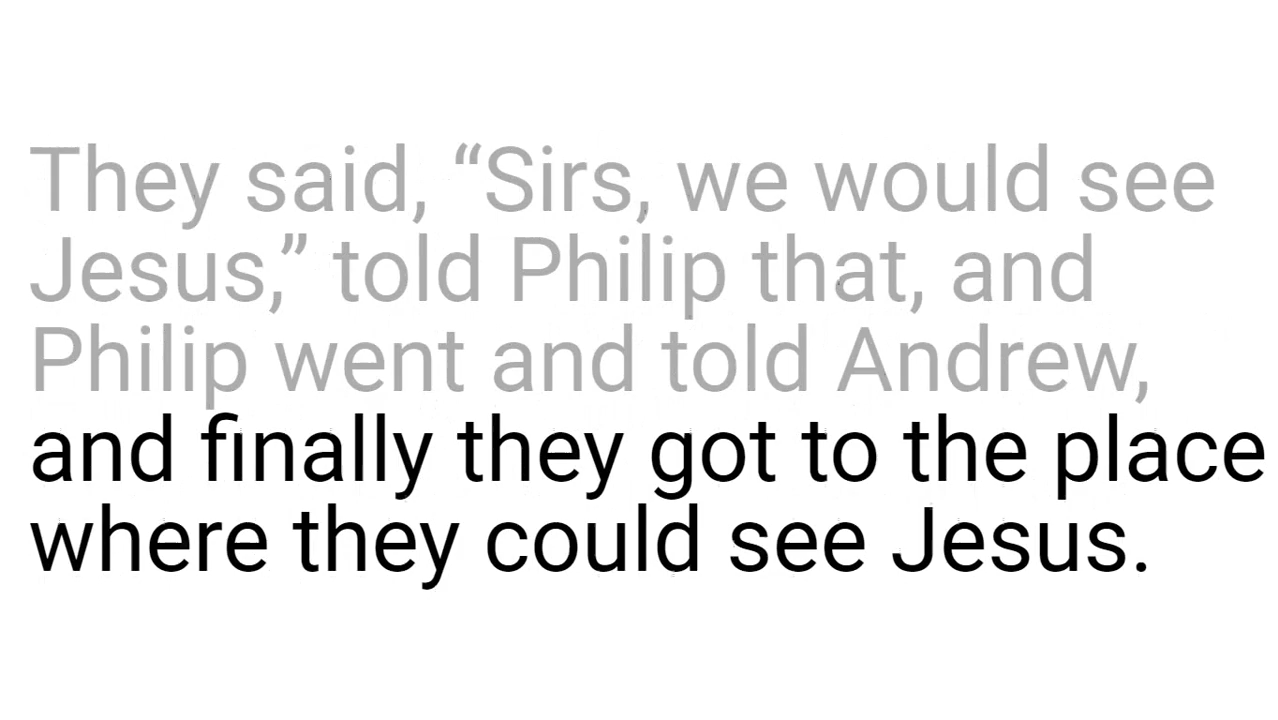 They said, “Sirs, we would see
Jesus,” told Philip that, and
Philip went and told Andrew,
and finally they got to the place
where they could see Jesus.